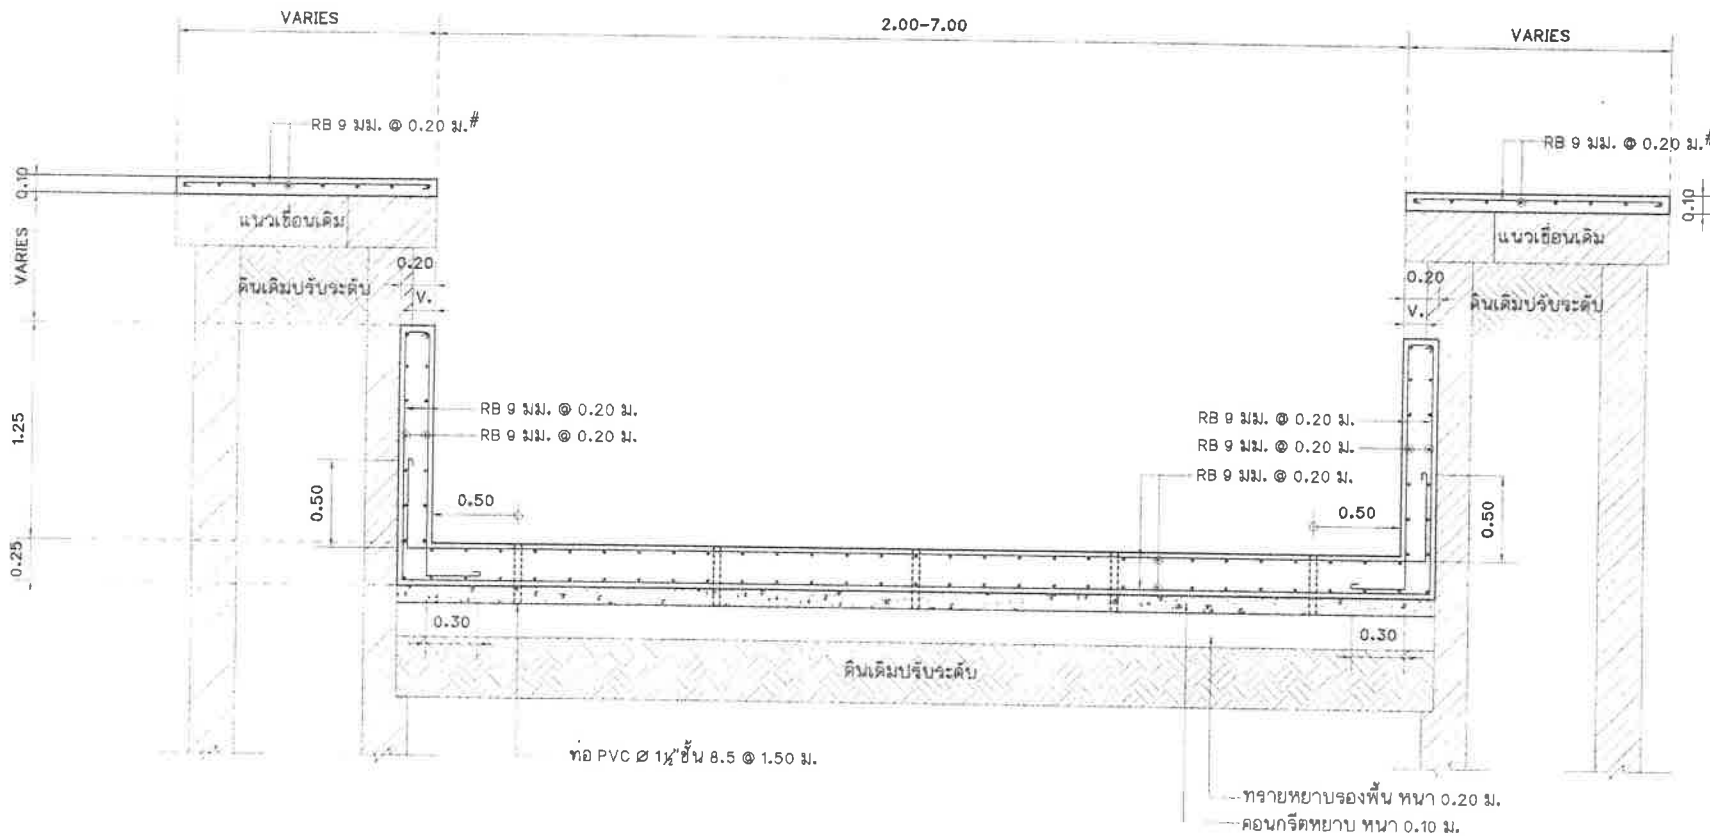 VARIES
2.00-7.00
VARIES
RB 9 มม. @ 0.20 ม.#
RB 9 มม. @ 0.20 ม.#
0.10
0.10
แนวเขื่อนเดิม
แนวเขื่อนเดิม
VARIES
0.20
0.20
ดินเดิมปรับระดับ
ดินเดิมปรับระดับ
V.
V.
RB 9 มม. @ 0.20 ม.
RB 9 มม. @ 0.20 ม.
RB 9 มม. @ 0.20 ม.
RB 9 มม. @ 0.20 ม.
RB 9 มม. @ 0.20 ม.
1.25
0.50
0.50
0.50
0.50
0.25
0.30
0.30
ดินเดิมปรับระดับ
ท่อ PVC Ø 1½" ชั้น 8.5 @ 1.50 ม.
ทรายหยาบรองพื้น หนา 0.20 ม.
คอนกรีตหยาบ หนา 0.10 ม.